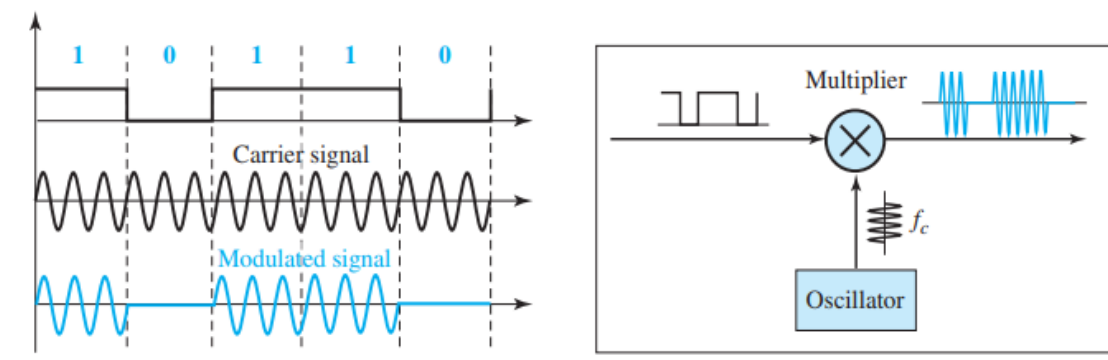 1 0 1 1 0
Carrier signal
Modulated signal
Multiplier
fc
Oscillator